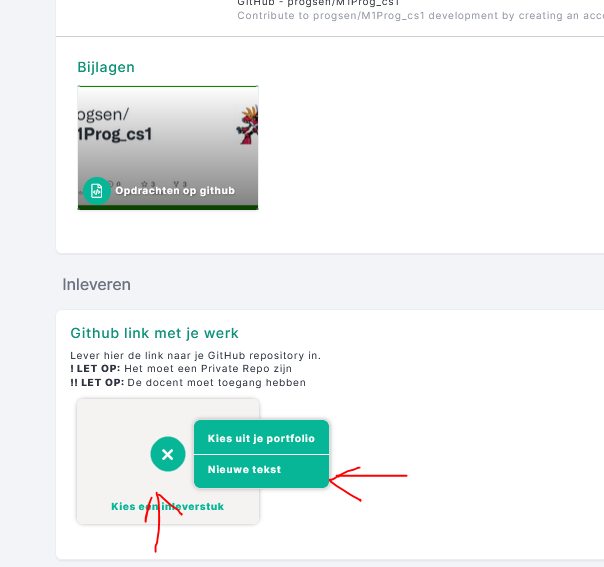 GitHub - progsen/M1Prog_cs1
Contribute to progsen/M1Prog_cs1 development by creating an acc
Bijlagen
ogsen/
1Prog_cs1
8 3 3
Opdrachten op github
Inleveren
Github link met je werk
Lever hier de link naar je GitHub repository in.
! LET OP: Het moet een Private Repo zijn
!! LET OP: De docent moet toegang hebben
Kies uit je portfolio
Nieuwe tekst
Kies een inleverstuk